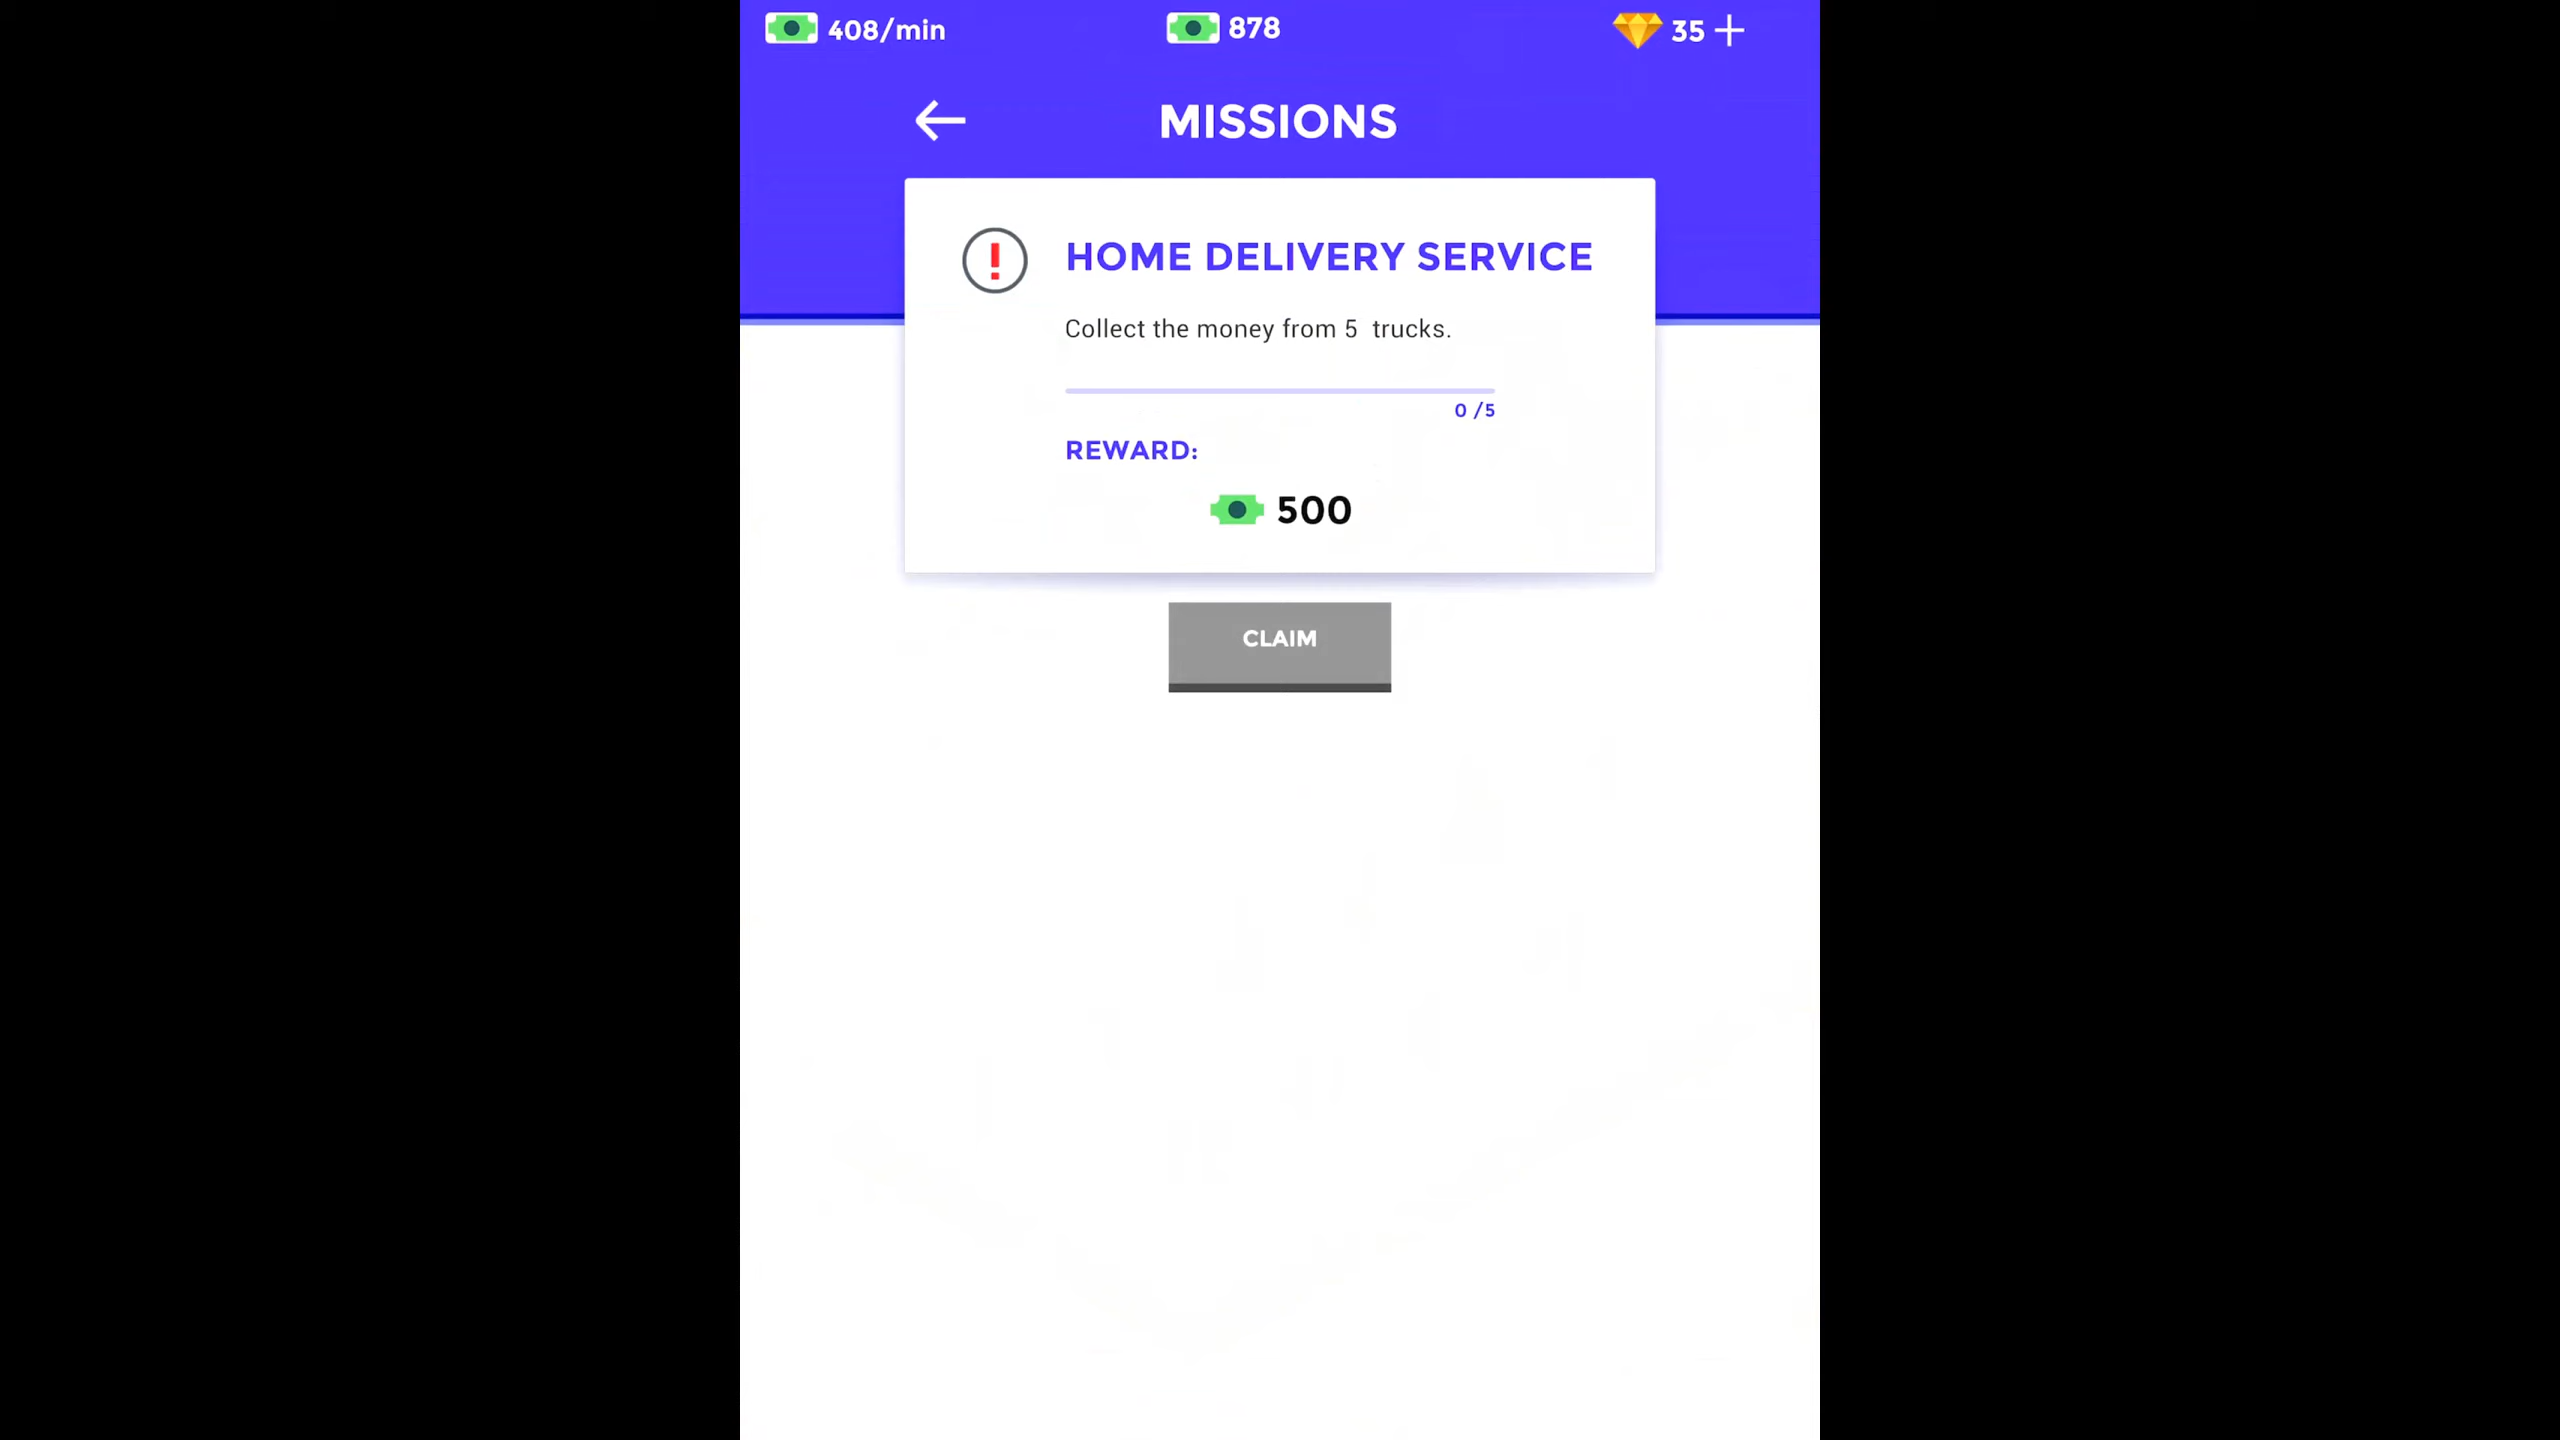 408/min 878 35 +
MISSIONS
! HOME DELIVERY SERVICE
Collect the money from 5 trucks.
0 /5
REWARD:
500
CLAIM